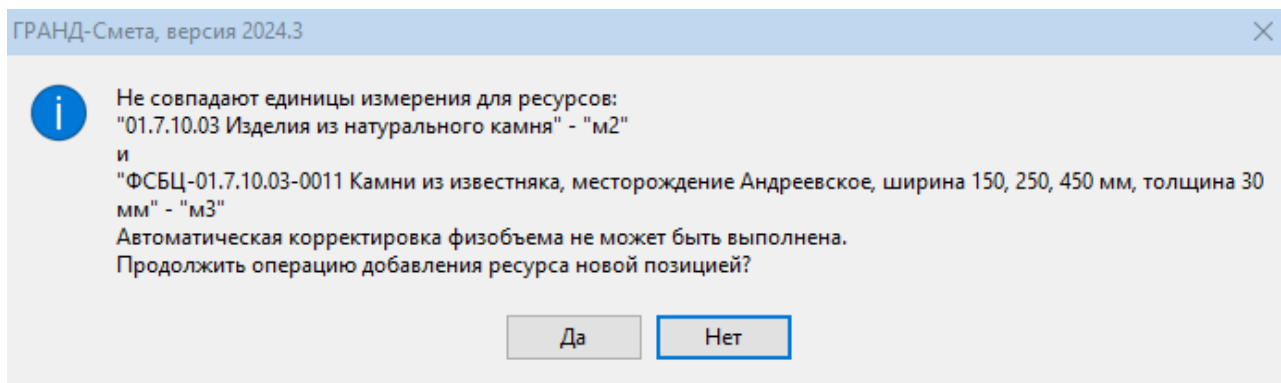 ГРАНД-Смета, версия 2024.3
Не совпадают единицы измерения для ресурсов:
"01.7.10.03 Изделия из натурального камня" - "м2"
и
"ФСБЦ-01.7.10.03-0011 Камни из известняка, месторождение Андреевское, ширина 150, 250, 450 мм, толщина 30
мм" - "м3"
Автоматическая корректировка физобъема не может быть выполнена.
Продолжить операцию добавления ресурса новой позицией?
Да
Нет